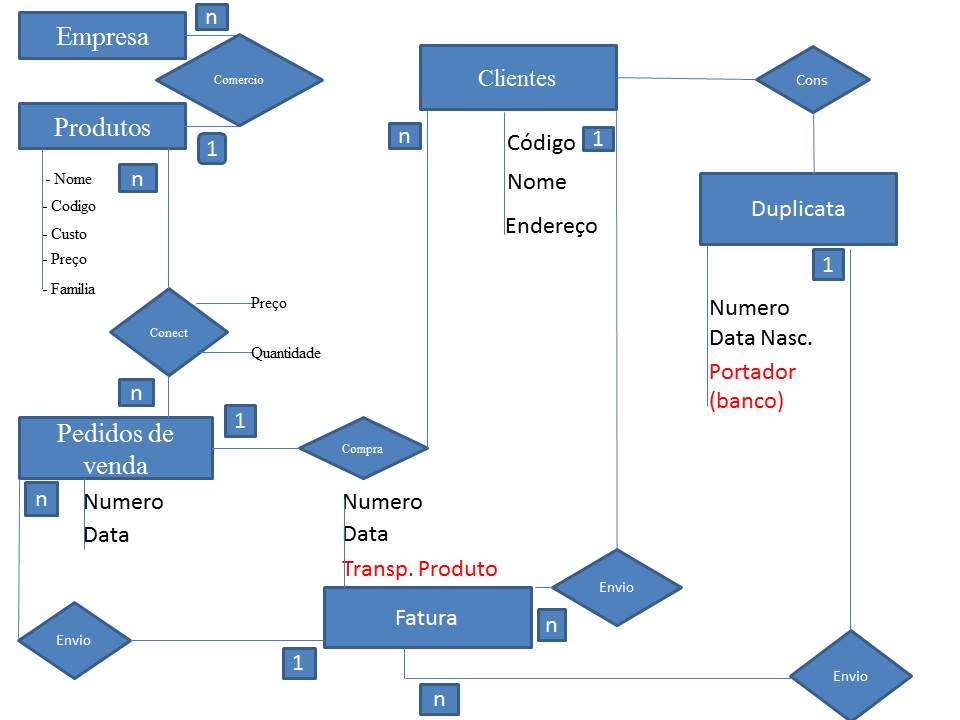 n
Empresa
Comercio
Produtos
1
n
- Nome
- Codigo
- Custo
- Preço
- Familia
Conect
Preço
Quantidade
n
1
Pedidos de
venda
Compra
n
Numero
Data
Envio
1
Clientes
n
Código
1
Nome
Endereço
Cons
Duplicata
1
Numero
Data Nasc.
Portador
(banco)
Numero
Data
Transp. Produto
Fatura
Envio
n
n
Envio